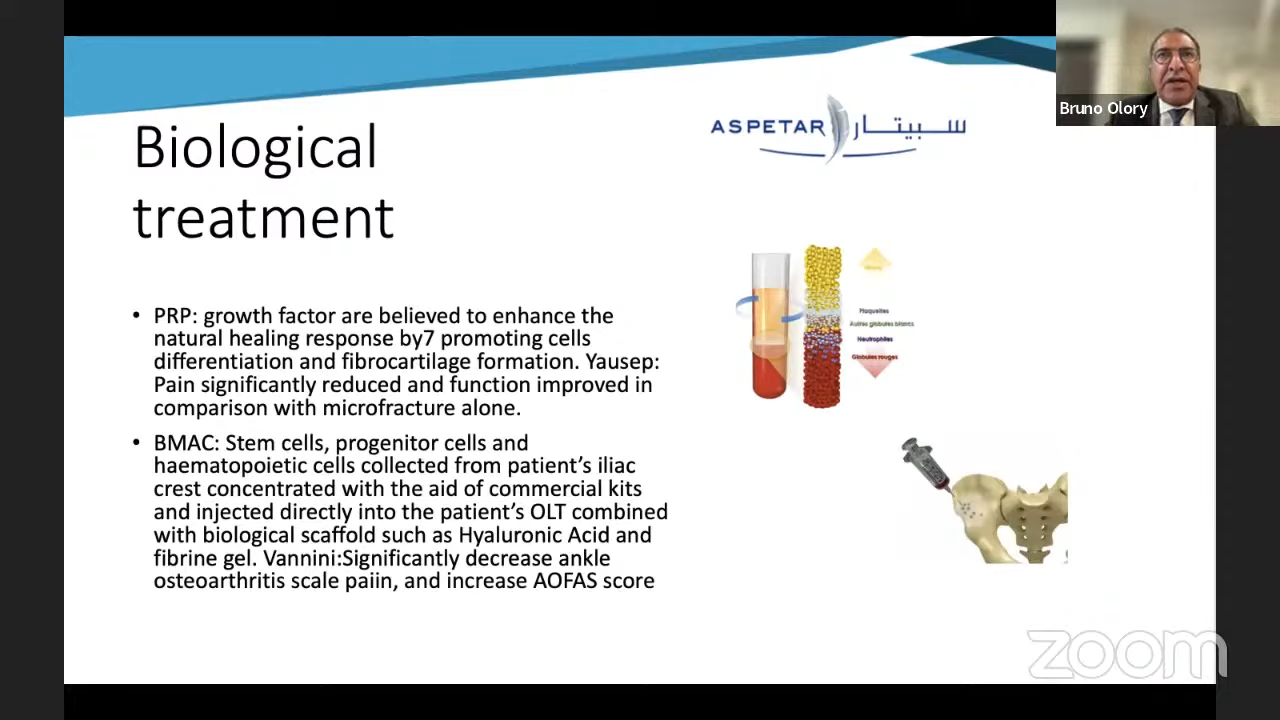 Bruno Olory
ASPETAR سبيتار
Biological
treatment
• PRP: growth factor are believed to enhance the
natural healing response by7 promoting cells
differentiation and fibrocartilage formation. Yausep:
Pain significantly reduced and function improved in
comparison with microfracture alone.
• BMAC: Stem cells, progenitor cells and
haematopoietic cells collected from patient's iliac
crest concentrated with the aid of commercial kits
and injected directly into the patient's OLT combined
with biological scaffold such as Hyaluronic Acid and
fibrine gel. Vannini:Significantly decrease ankle
osteoarthritis scale paiin, and increase AOFAS score
Plaquettes
Autres globules blancs
Neutrophiles
Globules rouges
zoom